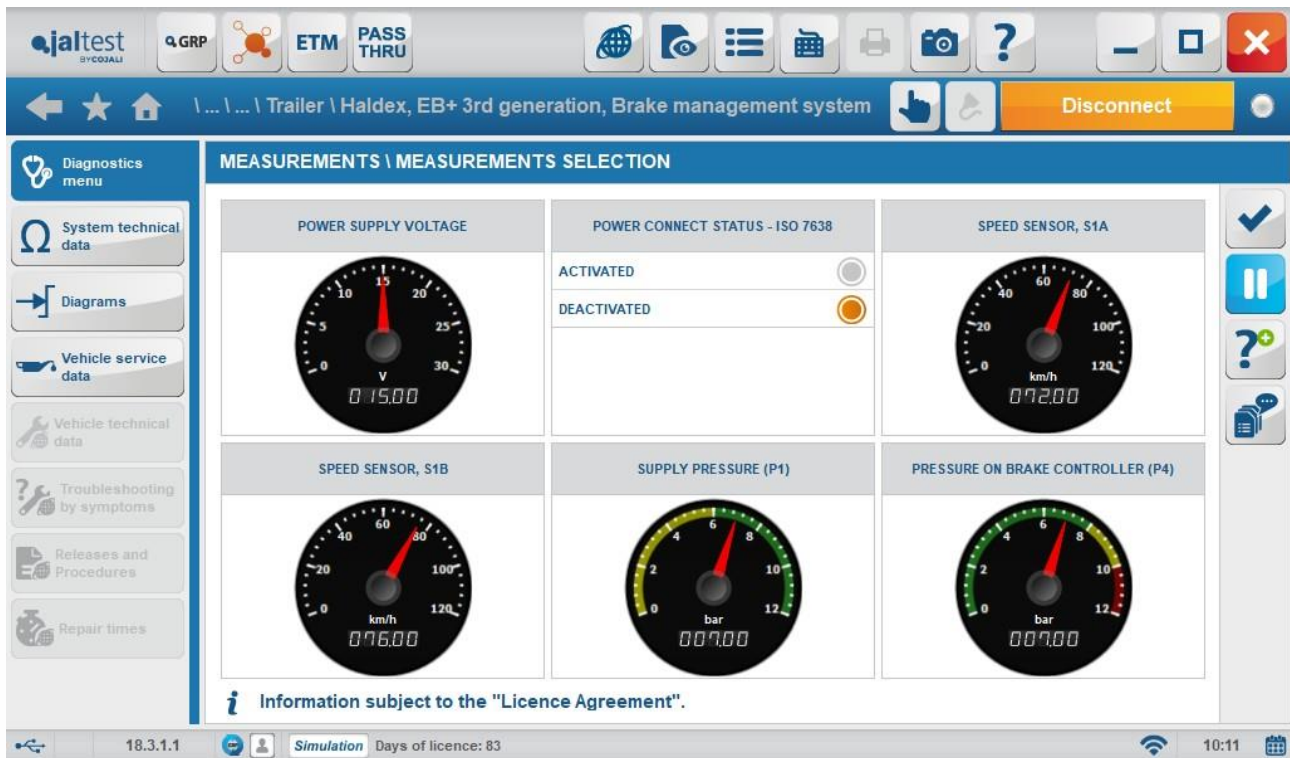 jaltest
BY COJALI
GRP
ETM
PASS
THRU
?
\ ... \ ... \ Trailer \ Haldex, EB+ 3rd generation, Brake management system
Disconnect
Diagnostics
menu
MEASUREMENTS \ MEASUREMENTS SELECTION
System technical
data
Diagrams
Vehicle service
data
Vehicle technical
data
Troubleshooting
by symptoms
Releases and
Procedures
Repair times
POWER SUPPLY VOLTAGE
0 5 10 15 20 25 30
V
015.00
POWER CONNECT STATUS - ISO 7638
ACTIVATED
DEACTIVATED
SPEED SENSOR, S1A
0 20 40 60 80 100 120
km/h
072.00
SPEED SENSOR, S1B
0 20 40 60 80 100 120
km/h
076.00
SUPPLY PRESSURE (P1)
0 2 4 6 8 10 12
bar
007.00
PRESSURE ON BRAKE CONTROLLER (P4)
0 2 4 6 8 10 12
bar
007.00
i Information subject to the "Licence Agreement".
18.3.1.1
Simulation Days of licence: 83
10:11